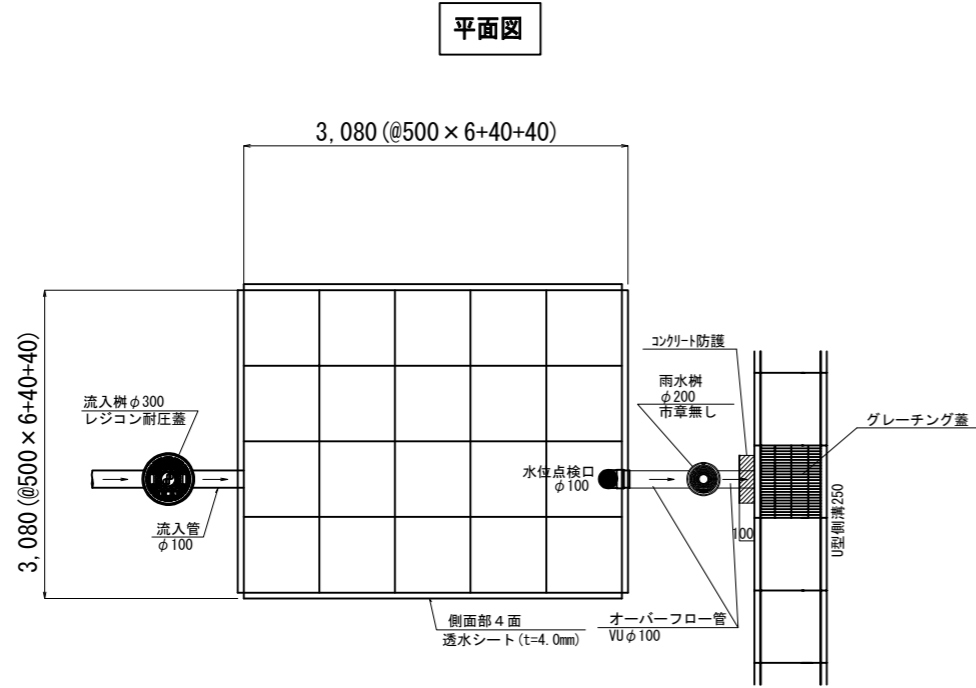 平面図
3,080(@500×6+40+40)
3,080(@500×6+40+40)
流入桝φ300
レジコン耐圧蓋
流入管
φ100
水位点検口
φ100
コンクリート防護
雨水桝
φ200
市章無し
グレーチング蓋
100
U型側溝250
側面部4面
透水シート(t=4.0mm)
オーバーフロー管
VUφ100